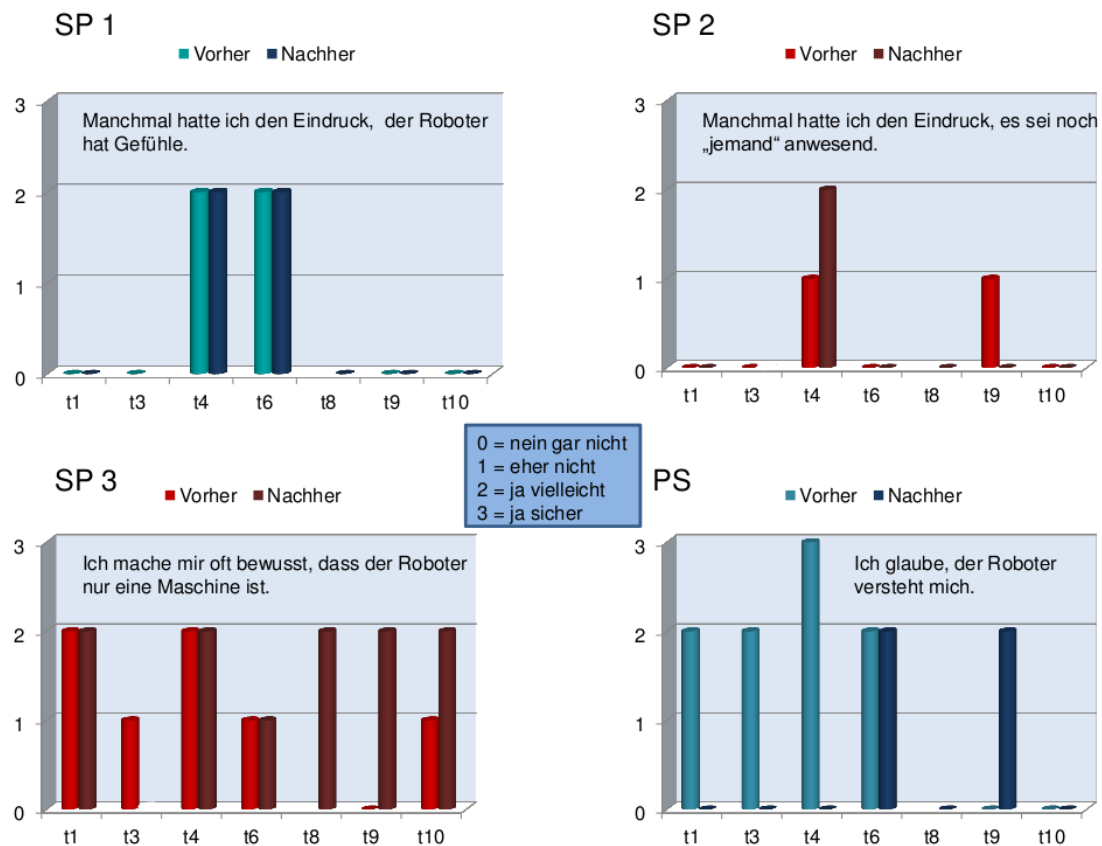 SP 1
Vorher Nachher
3
Manchmal hatte ich den Eindruck, der Roboter
hat Gefühle.
2
1
0
t1 t3 t4 t6 t8 t9 t10
SP 2
Vorher Nachher
3
Manchmal hatte ich den Eindruck, es sei noch
„jemand“ anwesend.
2
1
0
t1 t3 t4 t6 t8 t9 t10
0 = nein gar nicht
1 = eher nicht
2 = ja vielleicht
3 = ja sicher
SP 3
Vorher Nachher
3
Ich mache mir oft bewusst, dass der Roboter
nur eine Maschine ist.
2
1
0
t1 t3 t4 t6 t8 t9 t10
PS
Vorher Nachher
3
Ich glaube, der Roboter
versteht mich.
2
1
0
t1 t3 t4 t6 t8 t9 t10